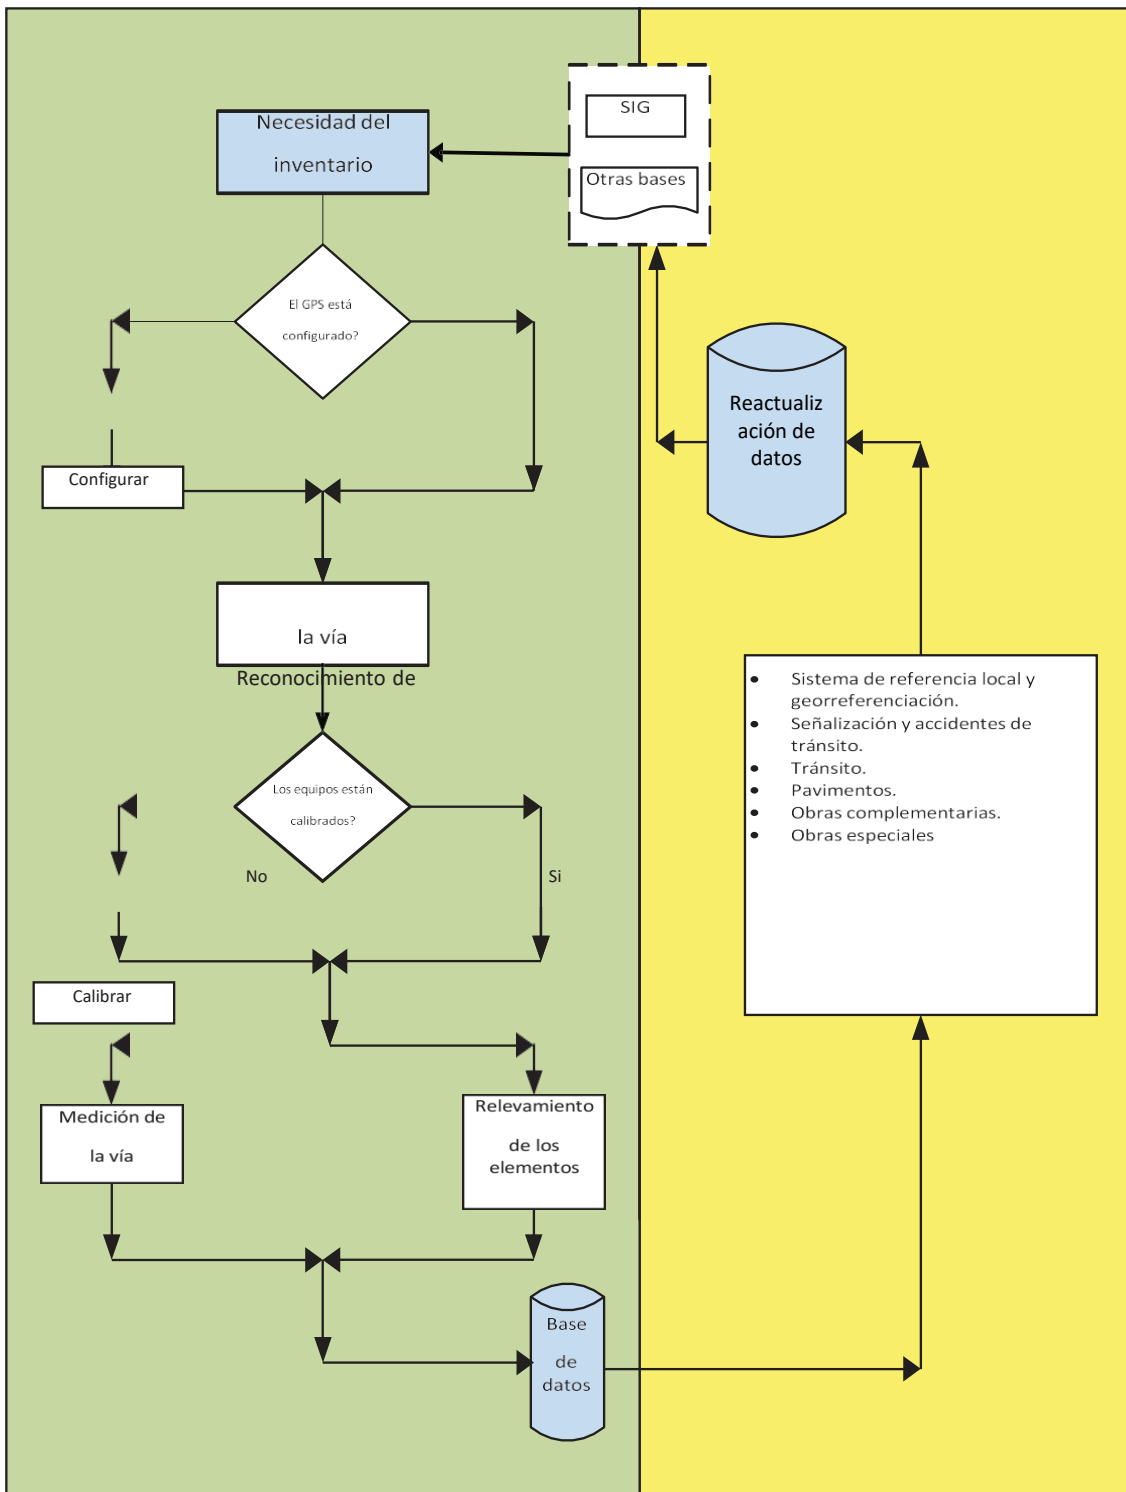 SIG
Necesidad del
inventario
Otras bases
El GPS está
configurado?
Configurar
Reactualiz
ación de
datos
la vía
Reconocimiento de
Los equipos están
calibrados?
No
Si
Calibrar
Medición de
la vía
Relevamiento
de los
elementos
Base
de
datos
• Sistema de referencia local y
georreferenciación.
• Señalización y accidentes de
tránsito.
• Tránsito.
• Pavimentos.
• Obras complementarias.
• Obras especiales